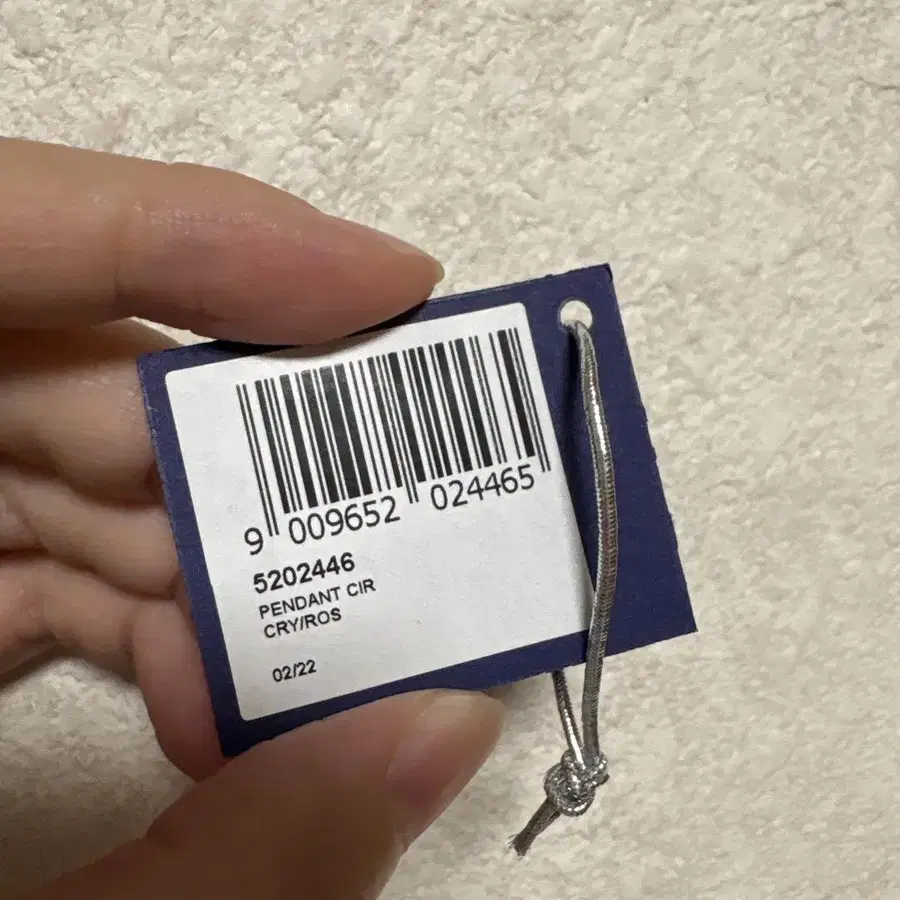 9 009652 024465
5202446
PENDANT CIR
CRY/ROS
02/22